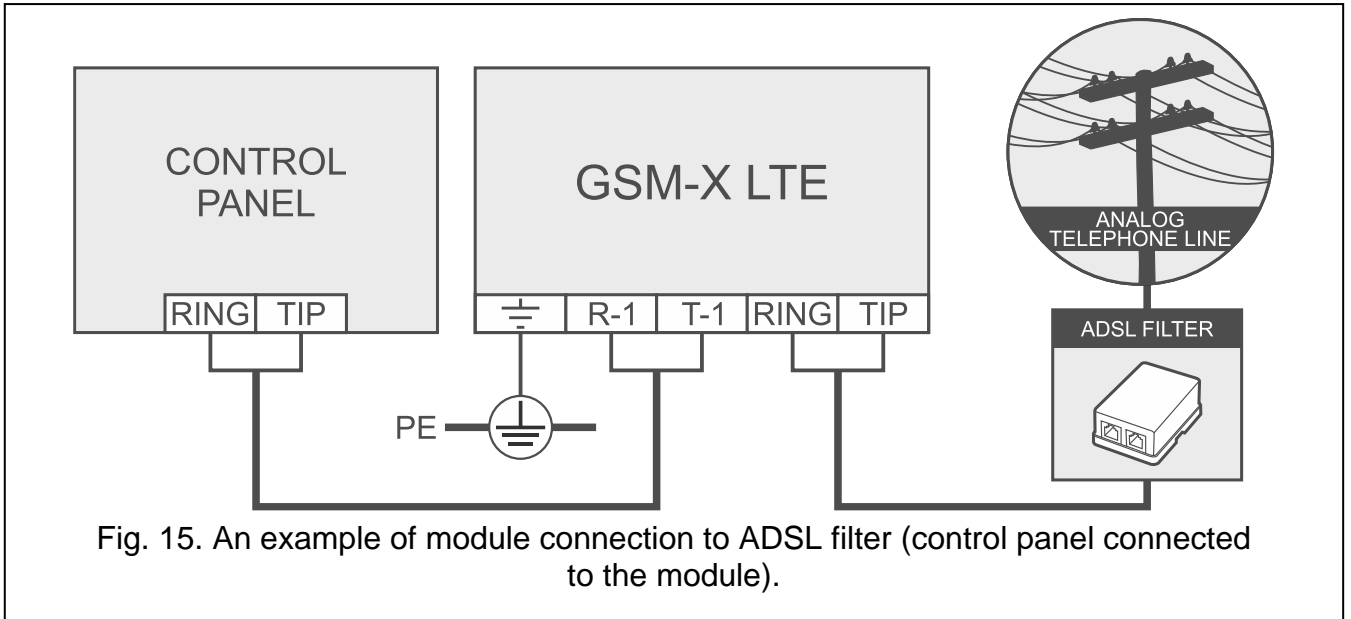 CONTROL
PANEL
RING TIP
GSM-X LTE
R-1 T-1 RING TIP
PE
ANALOG
TELEPHONE LINE
ADSL FILTER
Fig. 15. An example of module connection to ADSL filter (control panel connected
to the module).